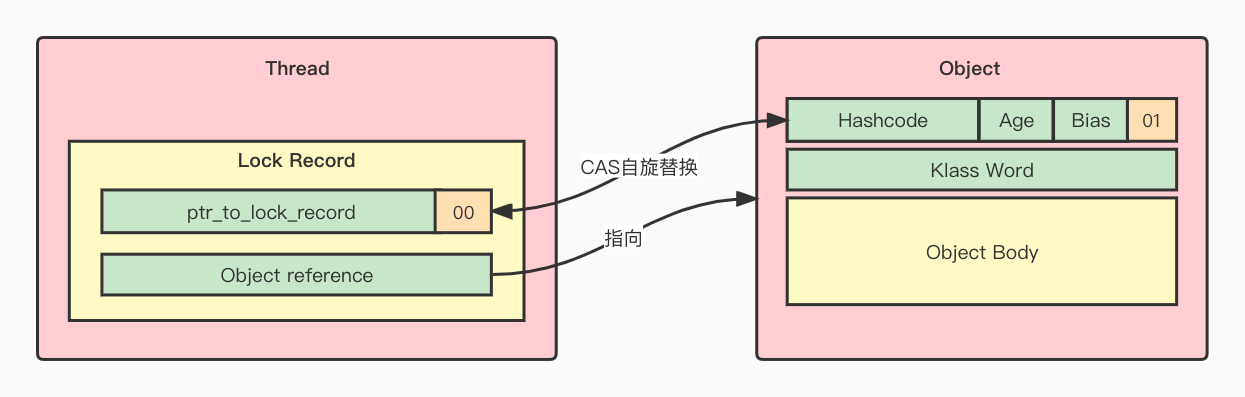 Thread
Lock Record
ptr_to_lock_record
00
Object reference
CAS自旋替换
指向
Object
Hashcode
Age
Bias
01
Klass Word
Object Body